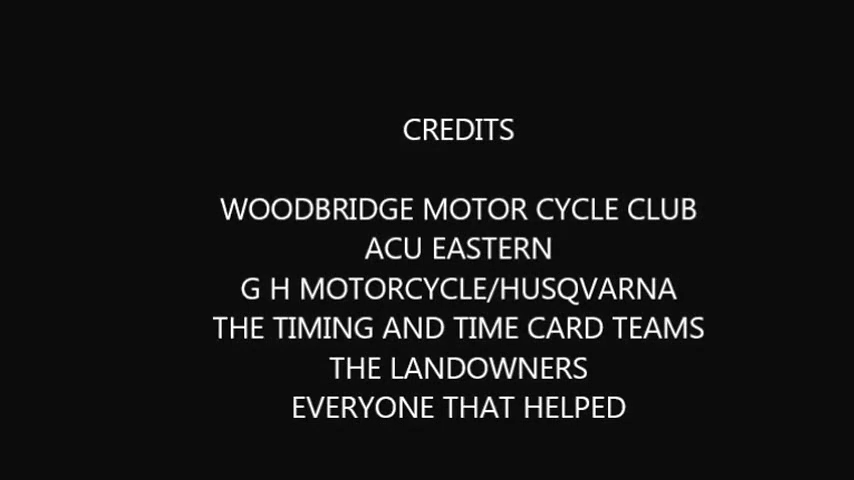 CREDITS
WOODBRIDGE MOTOR CYCLE CLUB
ACU EASTERN
G H MOTORCYCLE/HUSQVARNA
THE TIMING AND TIME CARD TEAMS
THE LANDOWNERS
EVERYONE THAT HELPED